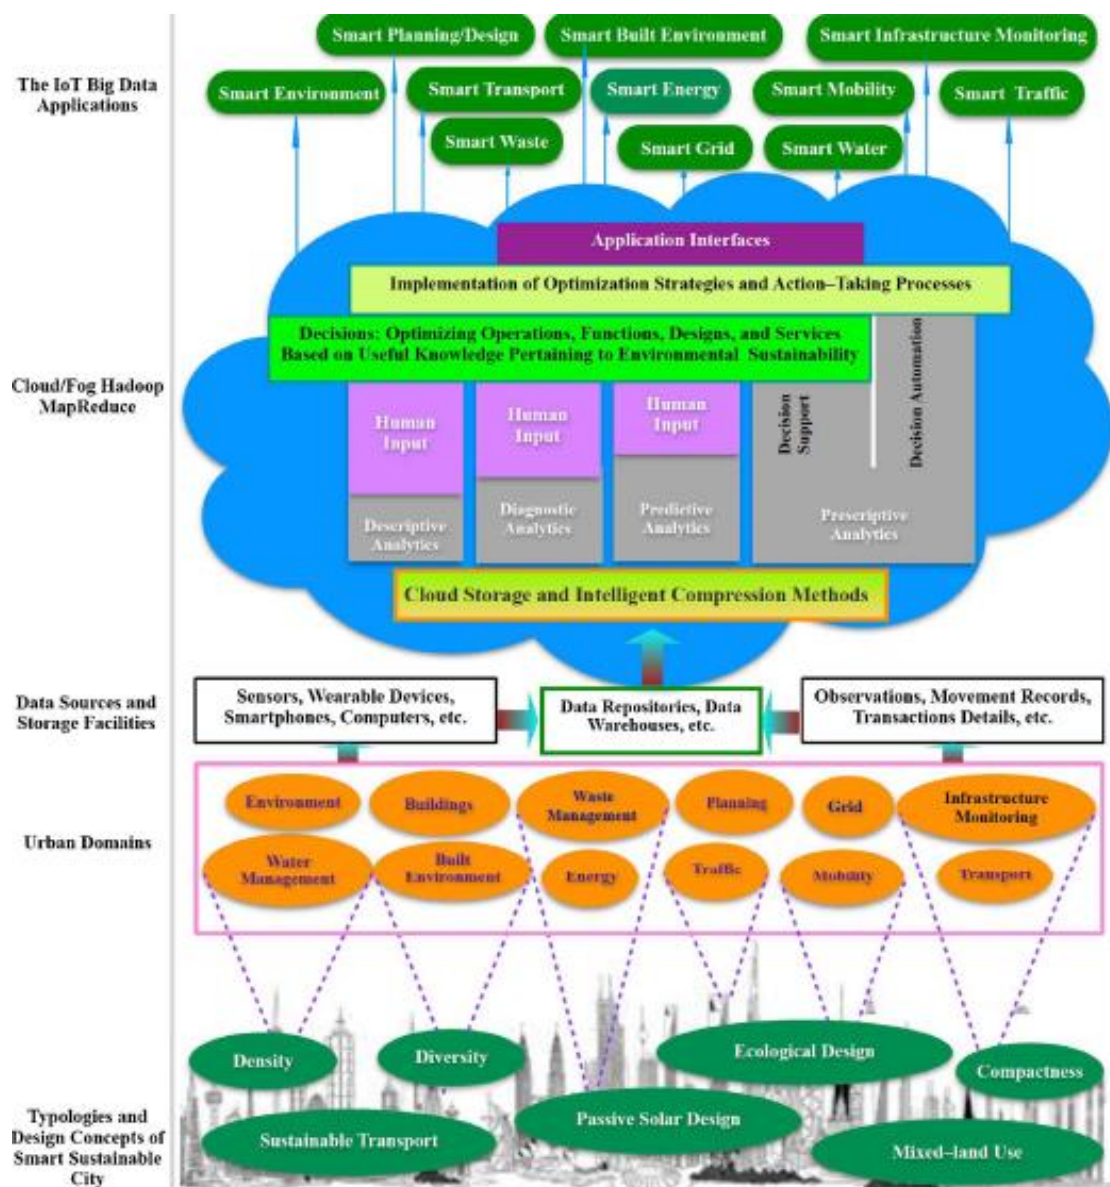 Smart Planning/Design
Smart Built Environment
Smart Infrastructure Monitoring
The IoT Big Data
Applications
Smart Environment
Smart Transport
Smart Energy
Smart Mobility
Smart Traffic
Smart Waste
Smart Grid
Smart Water
Application Interfaces
Implementation of Optimization Strategies and Action–Taking Processes
Decisions: Optimizing Operations, Functions, Designs, and Services
Based on Useful Knowledge Pertaining to Environmental Sustainability
Cloud/Fog Hadoop
MapReduce
Human
Input
Human
Input
Human
Input
Decision
Support
Decision Automation
Descriptive
Analytics
Diagnostic
Analytics
Predictive
Analytics
Prescriptive
Analytics
Cloud Storage and Intelligent Compression Methods
Data Sources and
Storage Facilities
Sensors, Wearable Devices,
Smartphones, Computers, etc.
Data Repositories, Data
Warehouses, etc.
Observations, Movement Records,
Transactions Details, etc.
Urban Domains
Environment
Buildings
Waste
Management
Planning
Grid
Infrastructure
Monitoring
Water
Management
Built
Environment
Energy
Traffic
Mobility
Transport
Density
Diversity
Ecological Design
Compactness
Typologies and
Design Concepts of
Smart Sustainable
City
Sustainable Transport
Passive Solar Design
Mixed–land Use